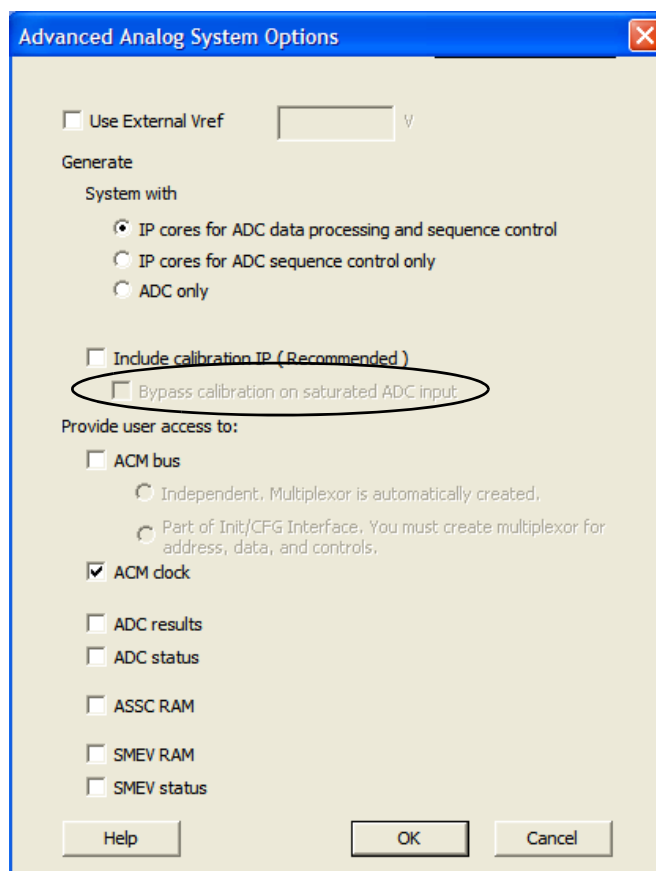 Advanced Analog System Options
Use External Vref V
Generate
System with
IP cores for ADC data processing and sequence control
IP cores for ADC sequence control only
ADC only
Include calibration IP ( Recommended )
Bypass calibration on saturated ADC input
Provide user access to:
ACM bus
Independent. Multiplexor is automatically created.
Part of Init/CFG Interface. You must create multiplexor for
address, data, and controls.
ACM clock
ADC results
ADC status
ASSC RAM
SMEV RAM
SMEV status
Help OK Cancel